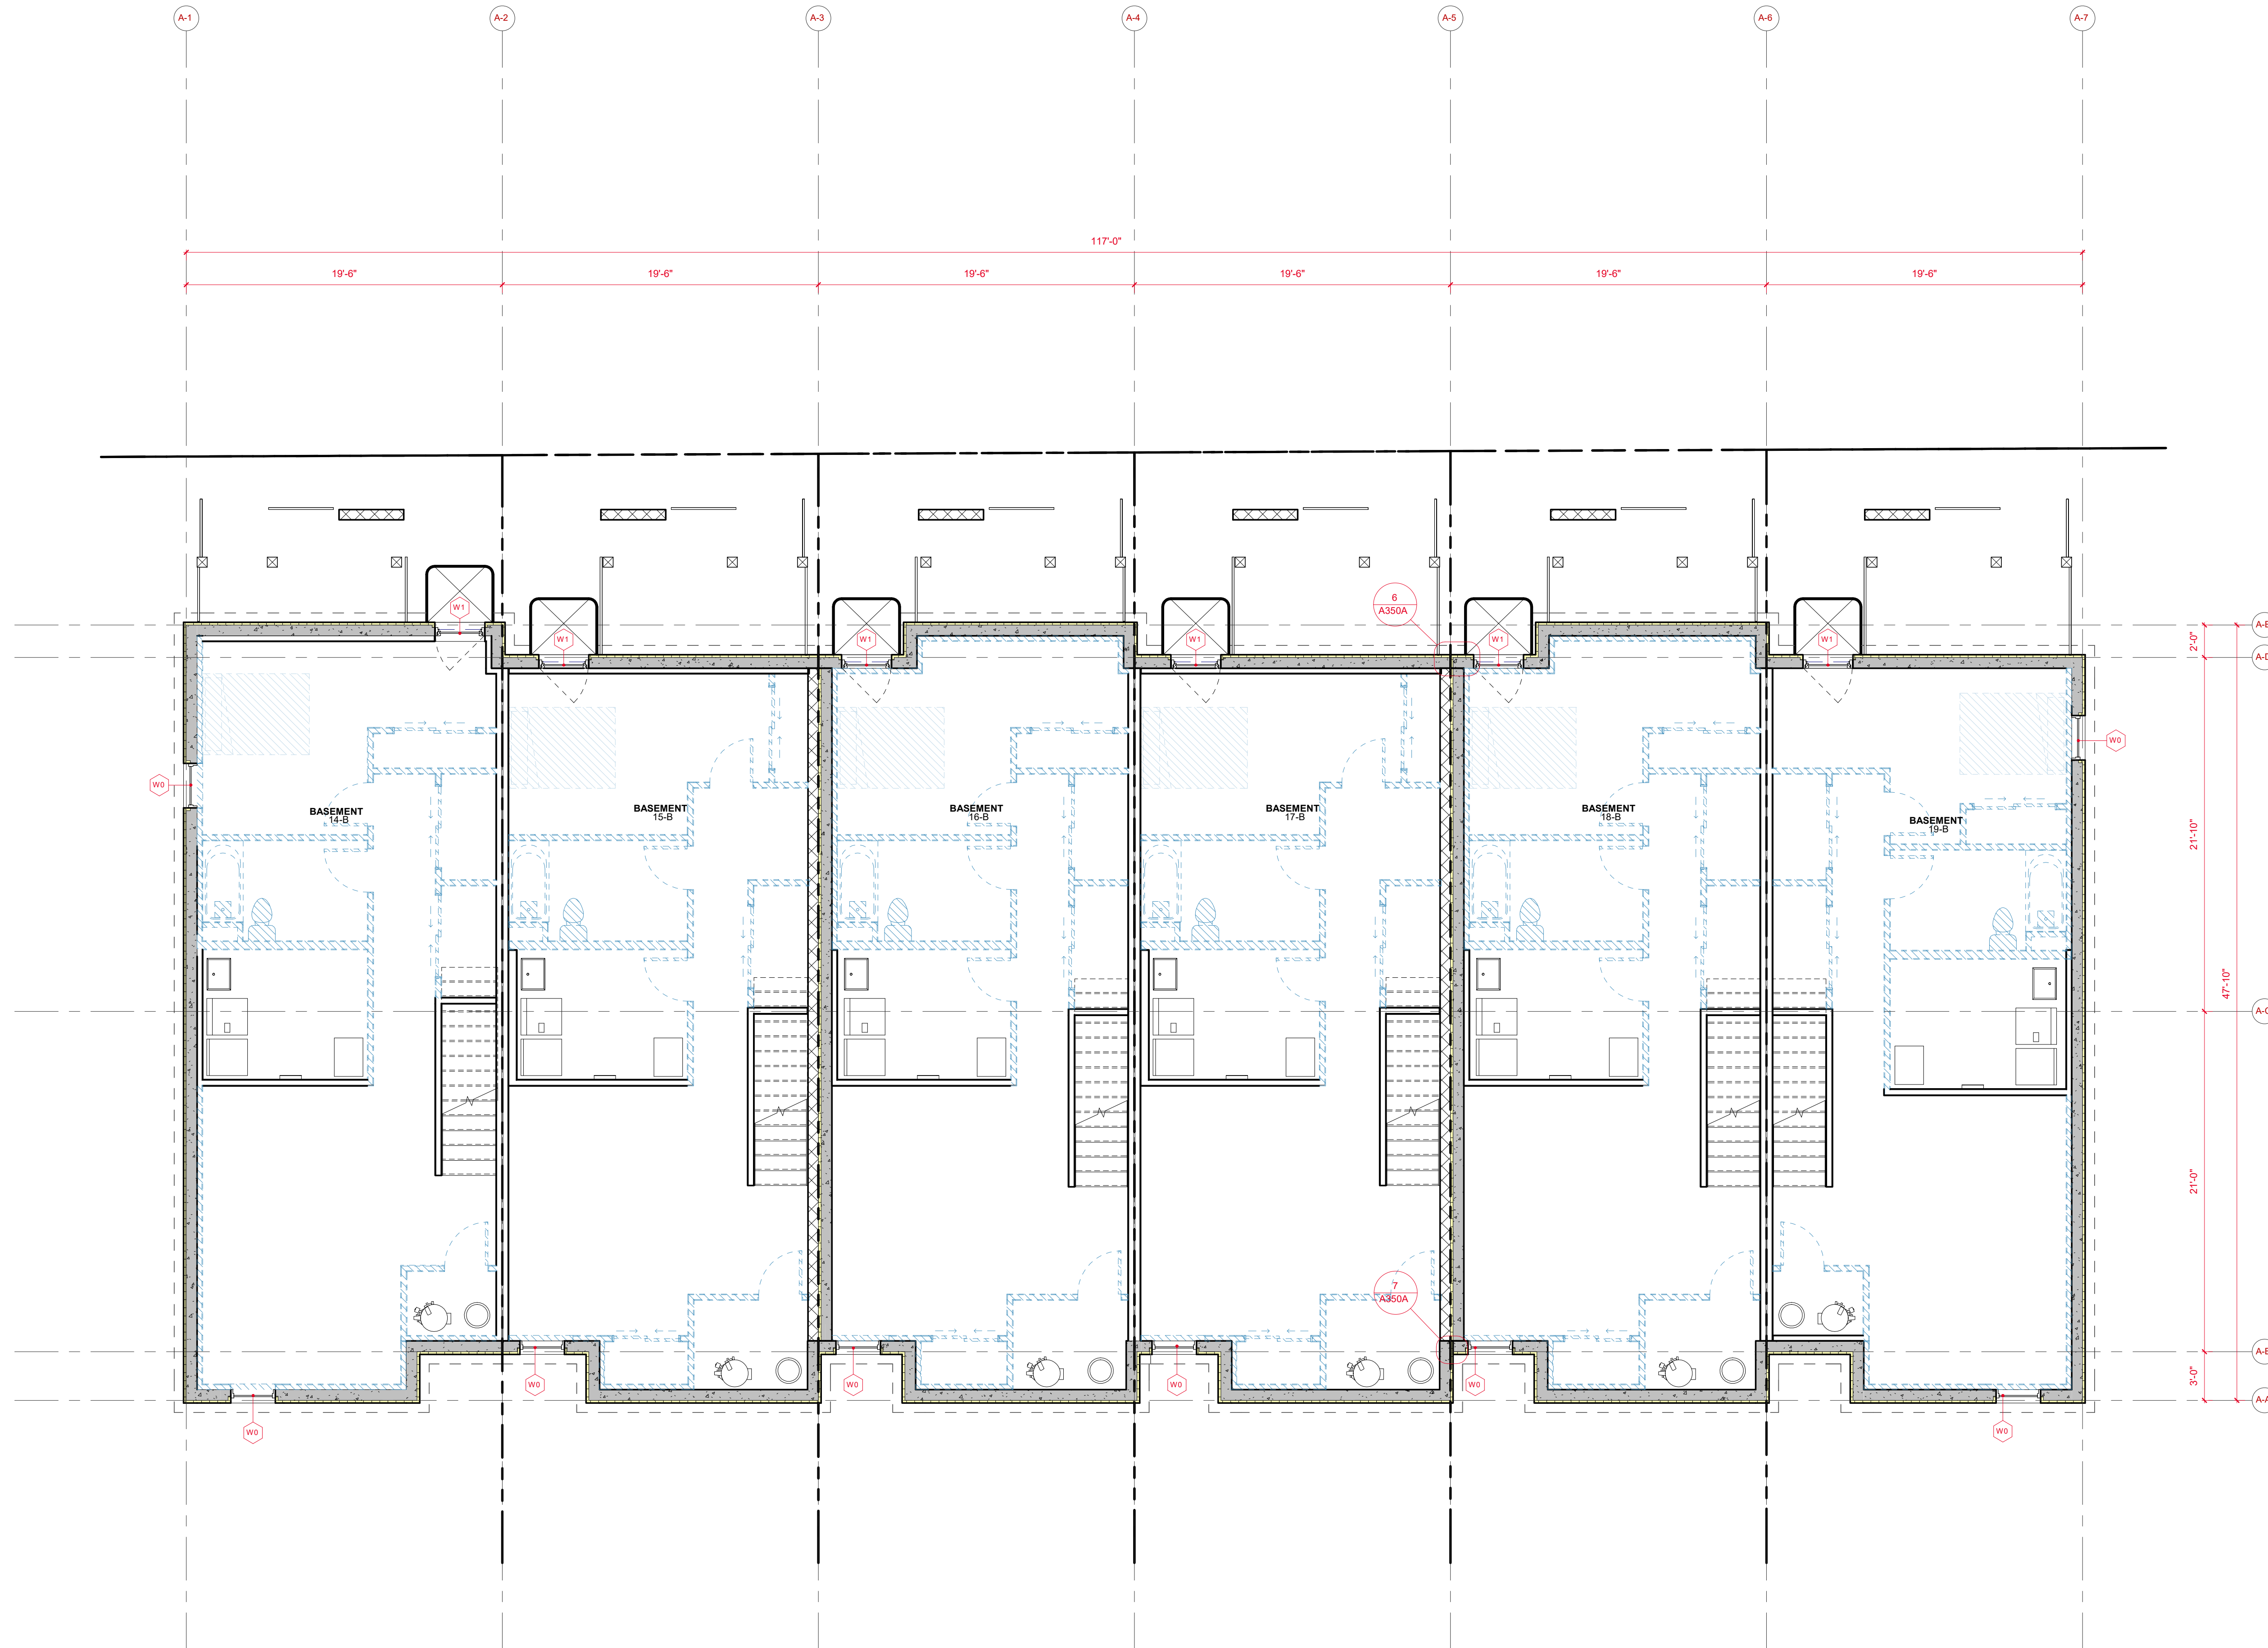 A-1 A-2 A-3 A-4 A-5 A-6 A-7
117'-0"
19'-6" 19'-6" 19'-6" 19'-6" 19'-6" 19'-6"
6
A350A
W1
W1 W1 W1 W1 W1
2'-0"
W0
W0
BASEMENT
14-B
BASEMENT
15-B
BASEMENT
16-B
BASEMENT
17-B
BASEMENT
18-B
BASEMENT
19-B
21'-10"
47'-10"
21'-0"
7
A350A
3'-0"
W0 W0 W0 W0
W0 W0